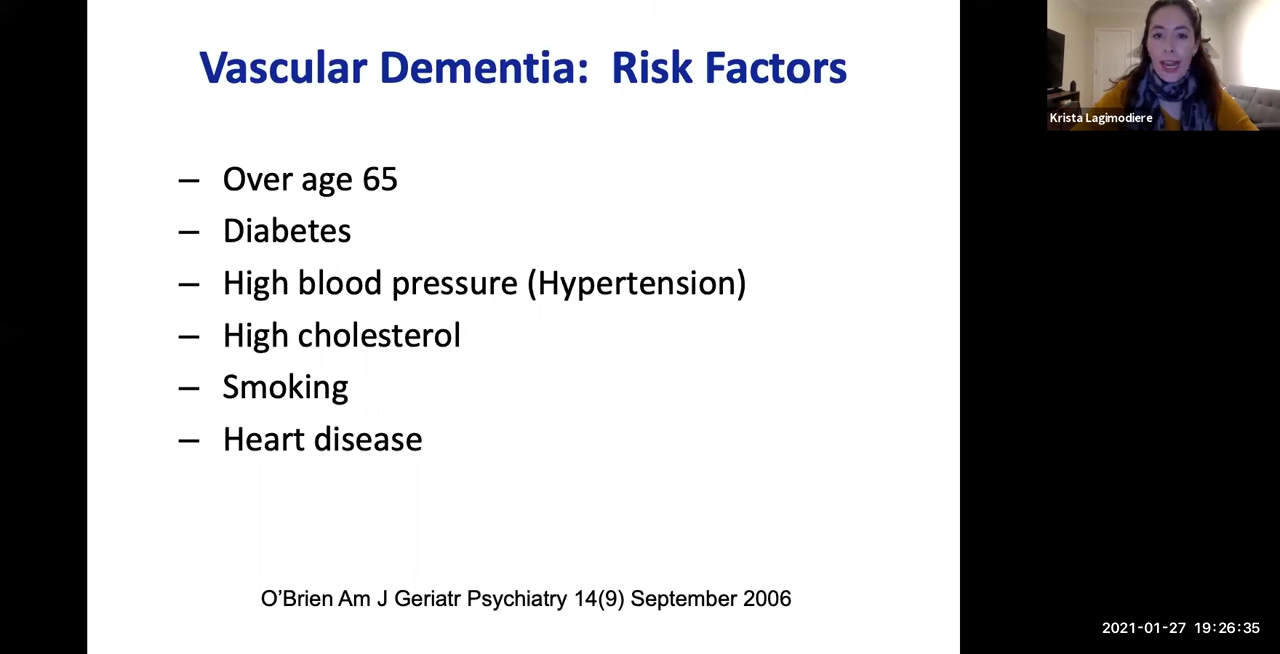 Vascular Dementia:  Risk Factors
Krista Lagimodiere
– Over age 65
– Diabetes
– High blood pressure (Hypertension)
– High cholesterol
– Smoking
– Heart disease
O’Brien Am J Geriatr Psychiatry 14(9) September 2006
2021-01-27 19:26:35